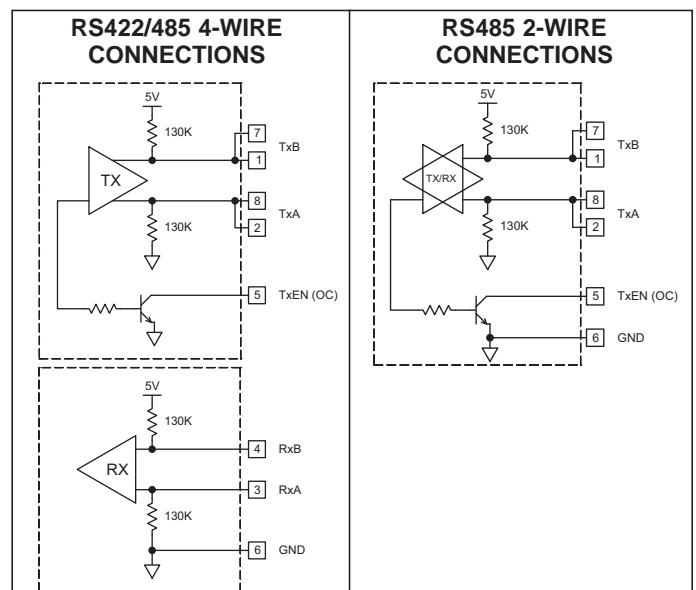 RS422/485 4-WIRE
CONNECTIONS
5V
130K
7
TxB
1
TX
8
TxA
130K
2
5
TxEN (OC)
5V
130K
4
RxB
RX
3
RxA
130K
6
GND
RS485 2-WIRE
CONNECTIONS
5V
130K
7
TxB
1
TX/RX
8
TxA
130K
2
5
TxEN (OC)
6
GND